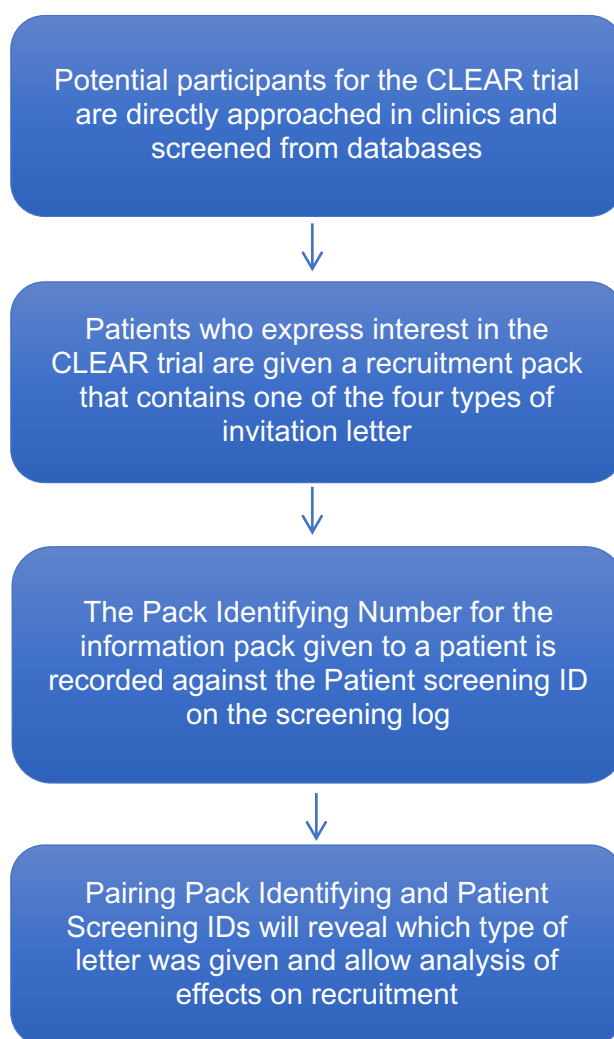 Potential participants for the CLEAR trial
are directly approached in clinics and
screened from databases
Patients who express interest in the
CLEAR trial are given a recruitment pack
that contains one of the four types of
invitation letter
The Pack Identifying Number for the
information pack given to a patient is
recorded against the Patient screening ID
on the screening log
Pairing Pack Identifying and Patient
Screening IDs will reveal which type of
letter was given and allow analysis of
effects on recruitment